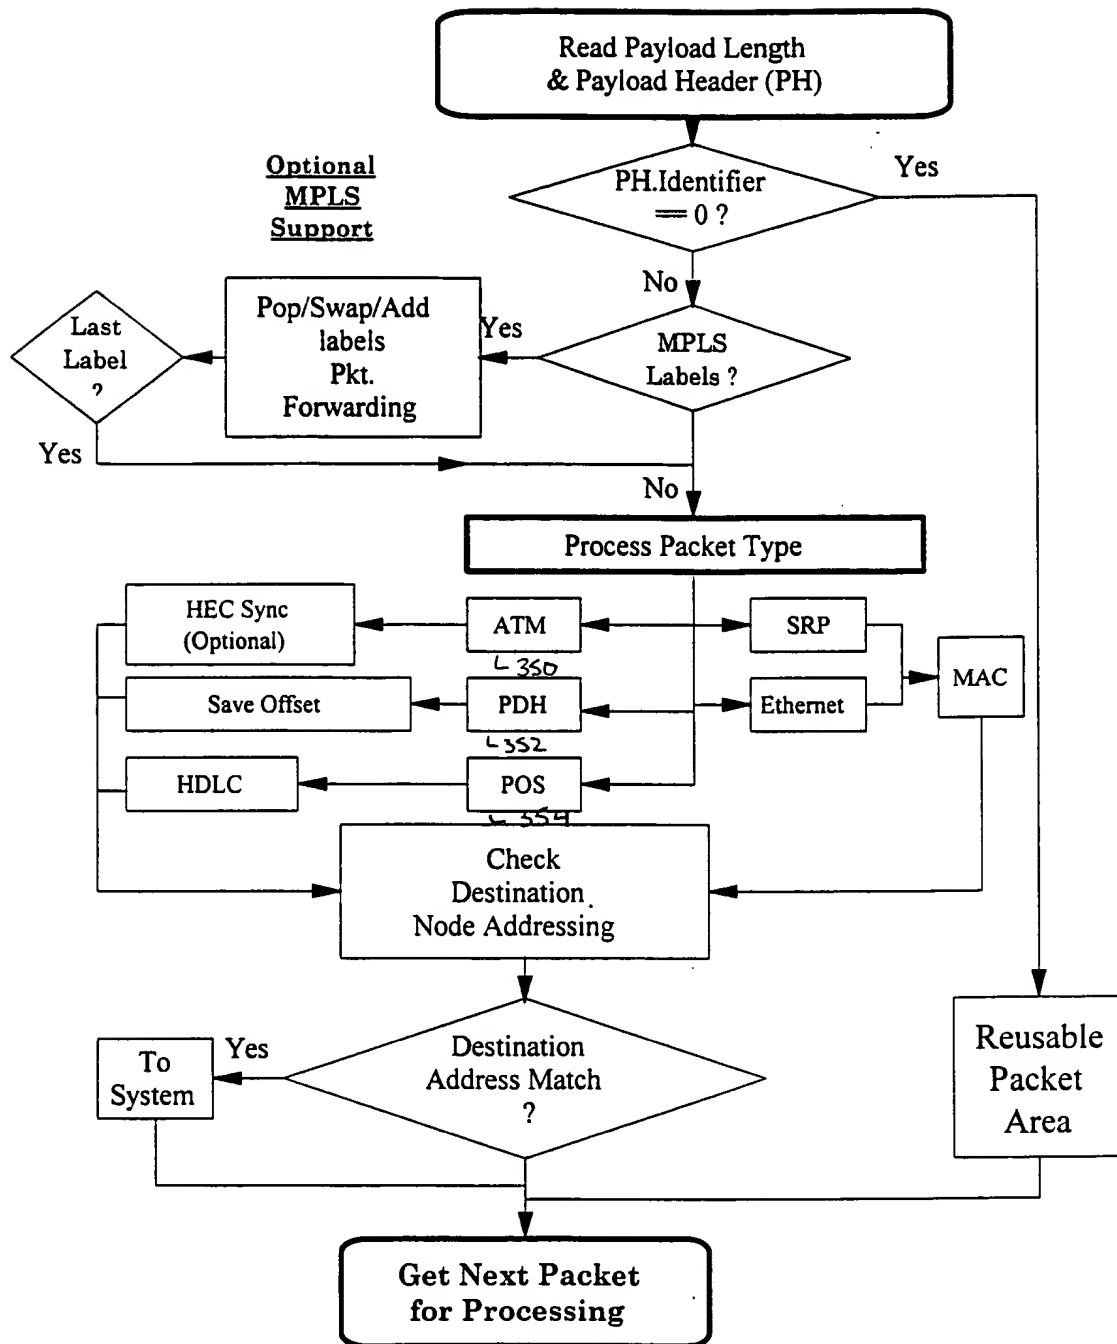 Read Payload Length
& Payload Header (PH)
Optional
MPLS
Support
PH.Identifier
== 0 ?
Yes
No
Last
Label
?
Pop/Swap/Add
labels
Pkt.
Forwarding
Yes
MPLS
Labels ?
Yes
No
Process Packet Type
HEC Sync
(Optional)
ATM
SRP
350
MAC
Save Offset
PDH
Ethernet
352
HDLC
POS
354
Check
Destination
Node Addressing
To
System
Yes
Destination
Address Match
?
Reusable
Packet
Area
Get Next Packet
for Processing